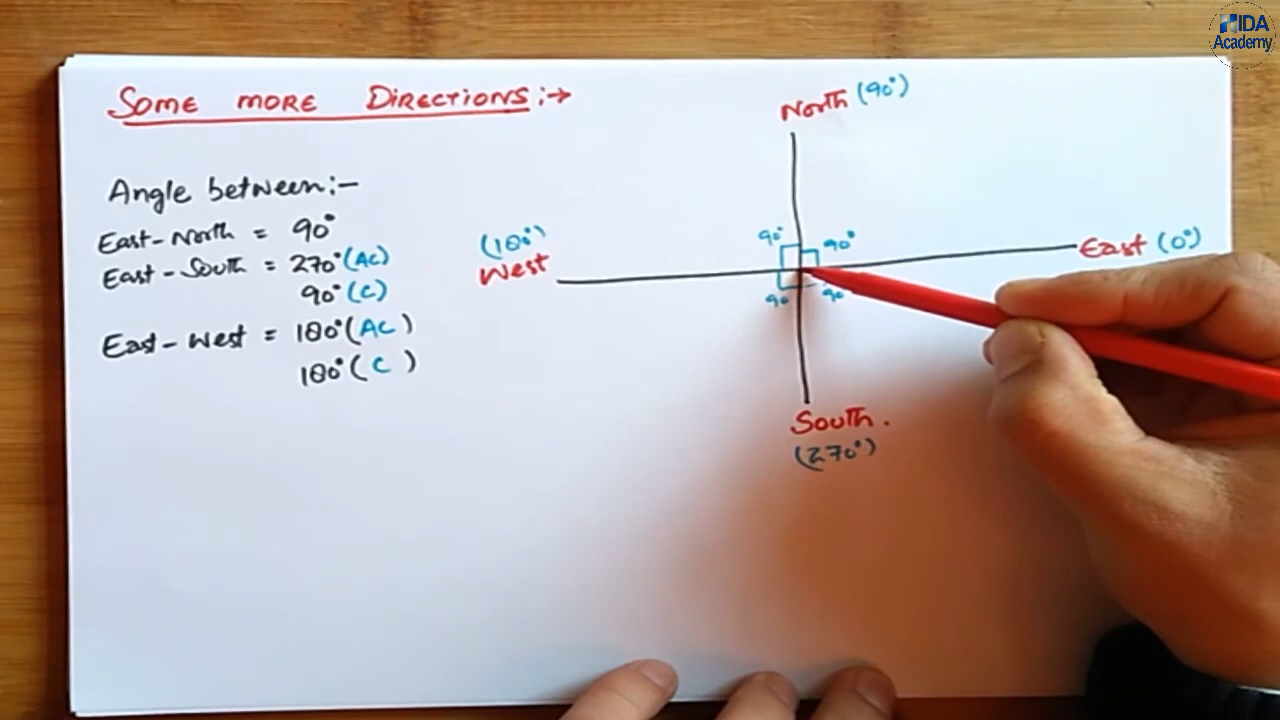 HIDA
Academy
SOME MORE DIRECTIONS:→
North (90°)
Angle between:-
East-North = 90°
East-South = 270° (AC)
90° (C)
East-West = 180° (AC)
180° (C)
(180°)
West
90° 90°
90 90
East (0°)
South.
(270°)